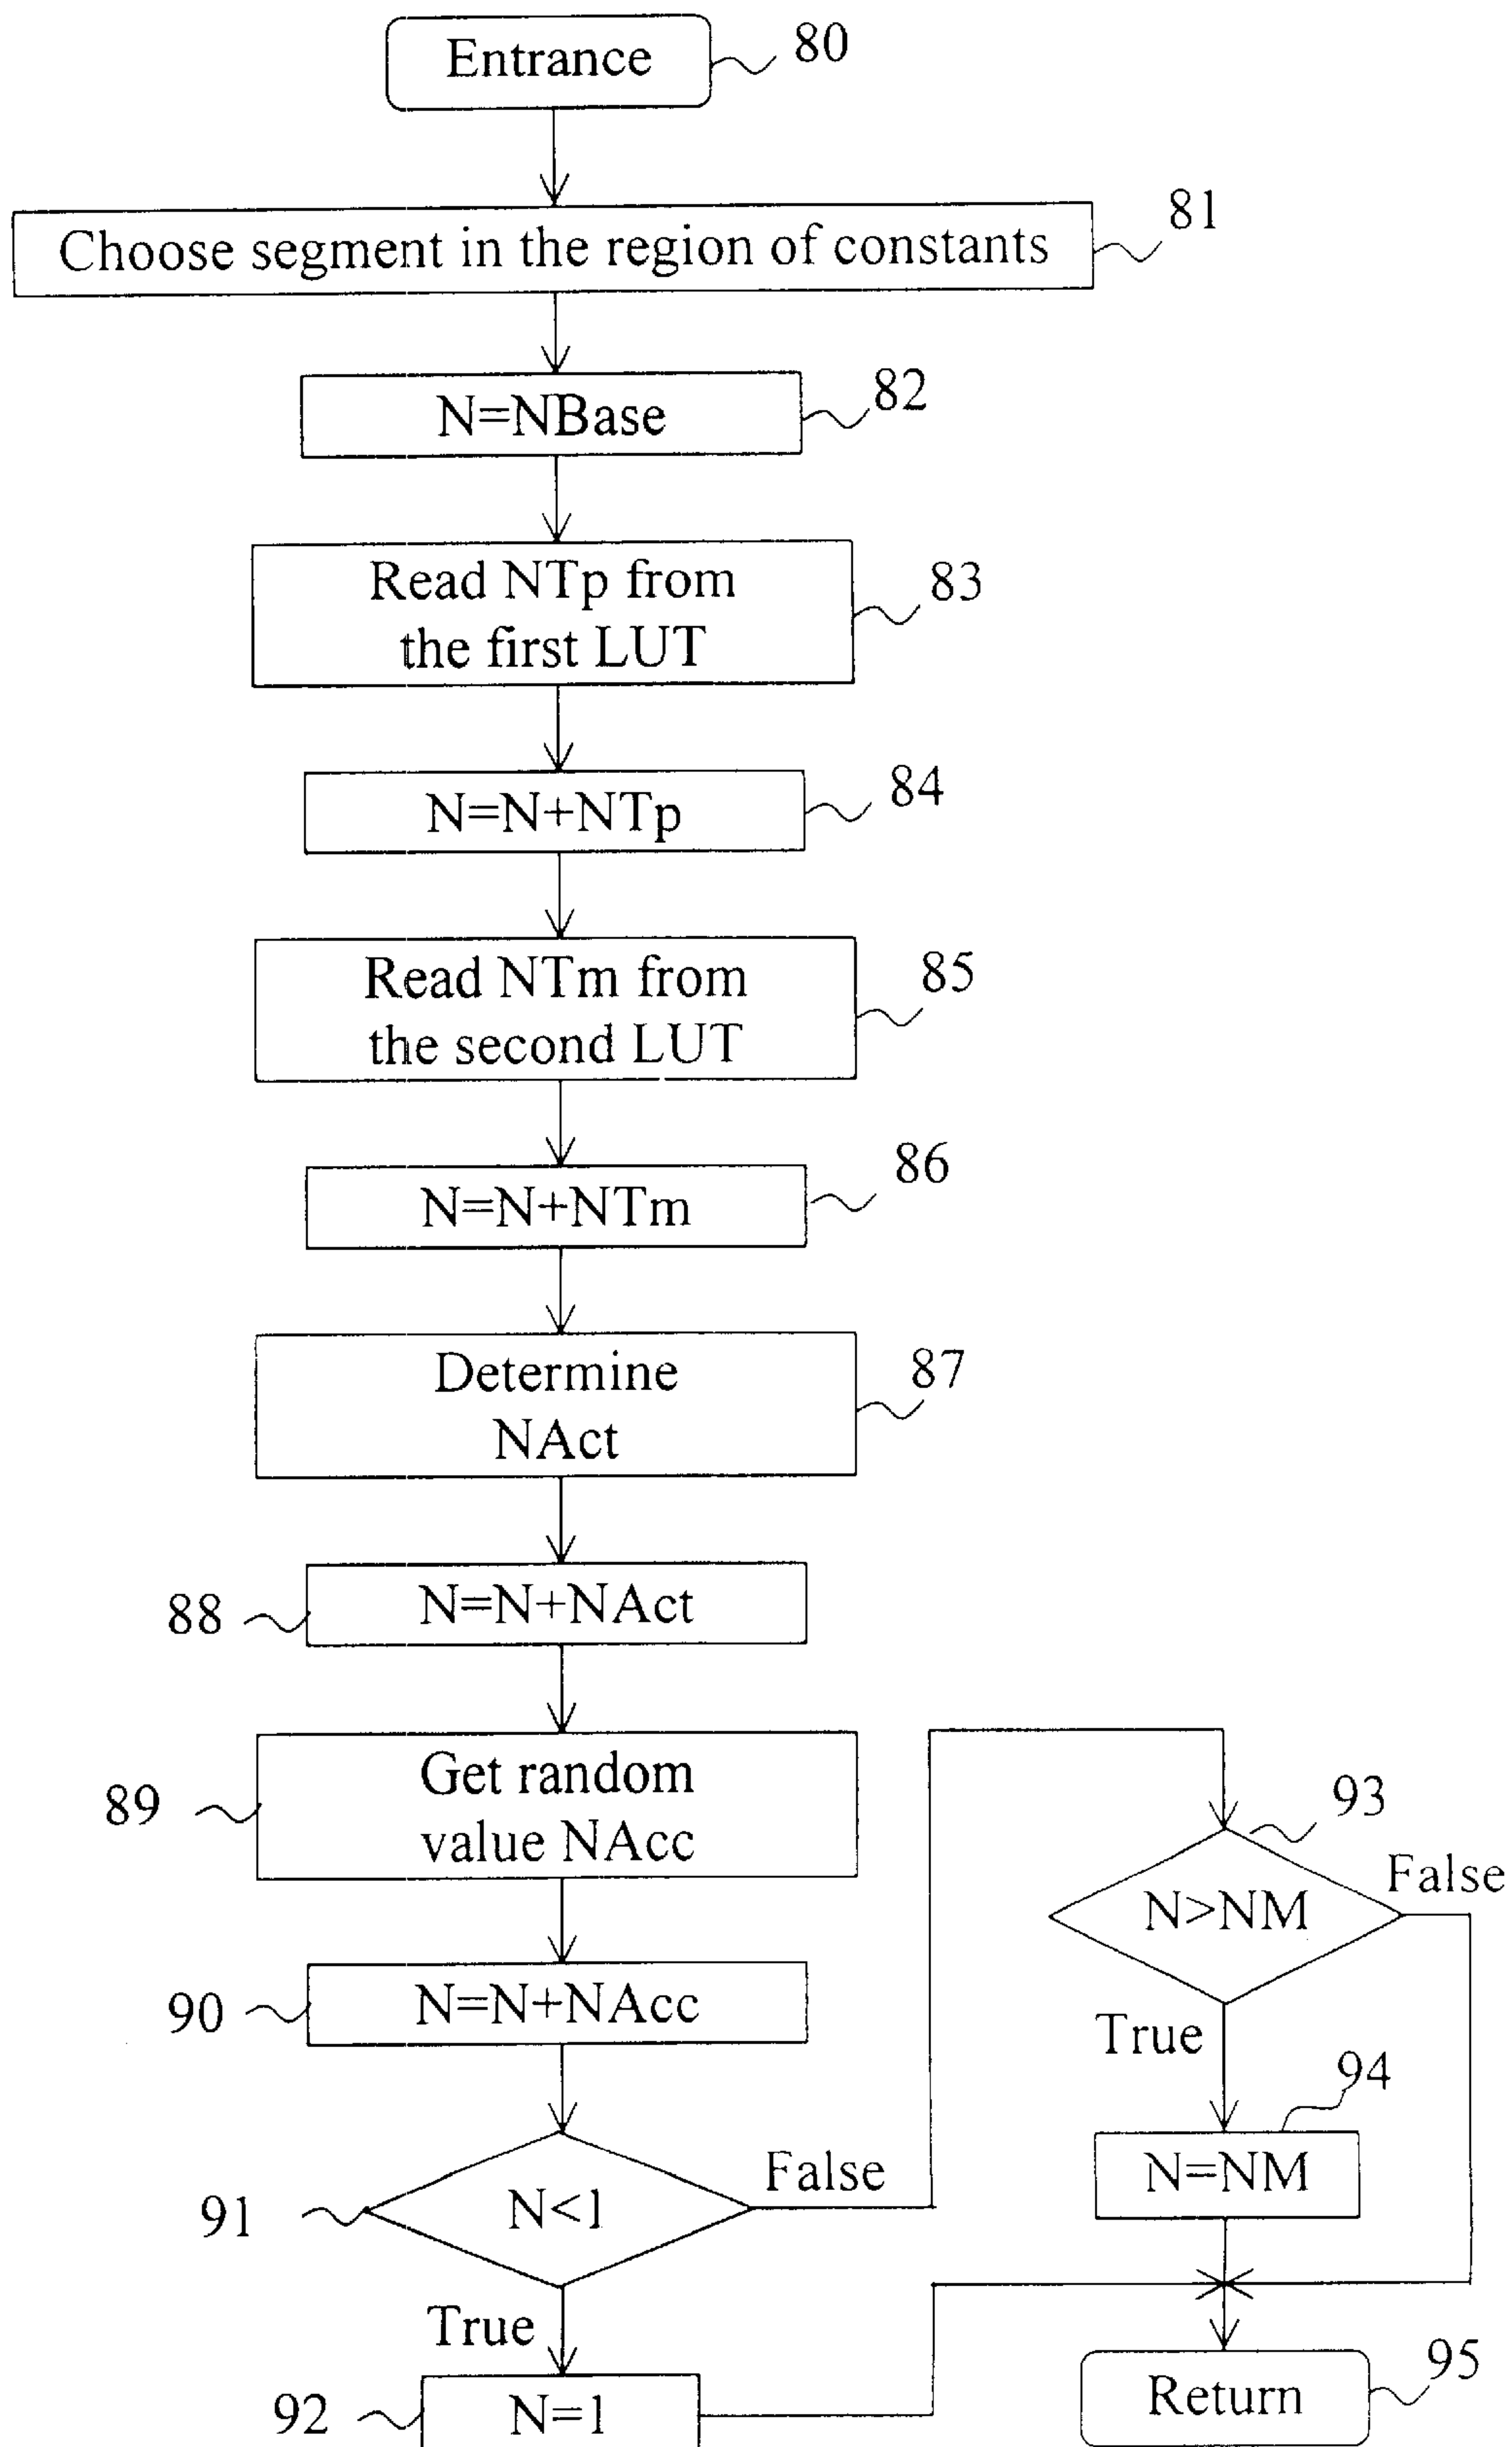 Entrance
80
Choose segment in the region of constants
81
N=NBase
82
Read NTp from
the first LUT
83
N=N+NTp
84
Read NTm from
the second LUT
85
N=N+NTm
86
Determine
NAct
87
88
N=N+NAct
89
Get random
value NAcc
90
N=N+NAcc
91
N<1
False
True
92
N=1
93
N>NM
False
True
94
N=NM
Return
95